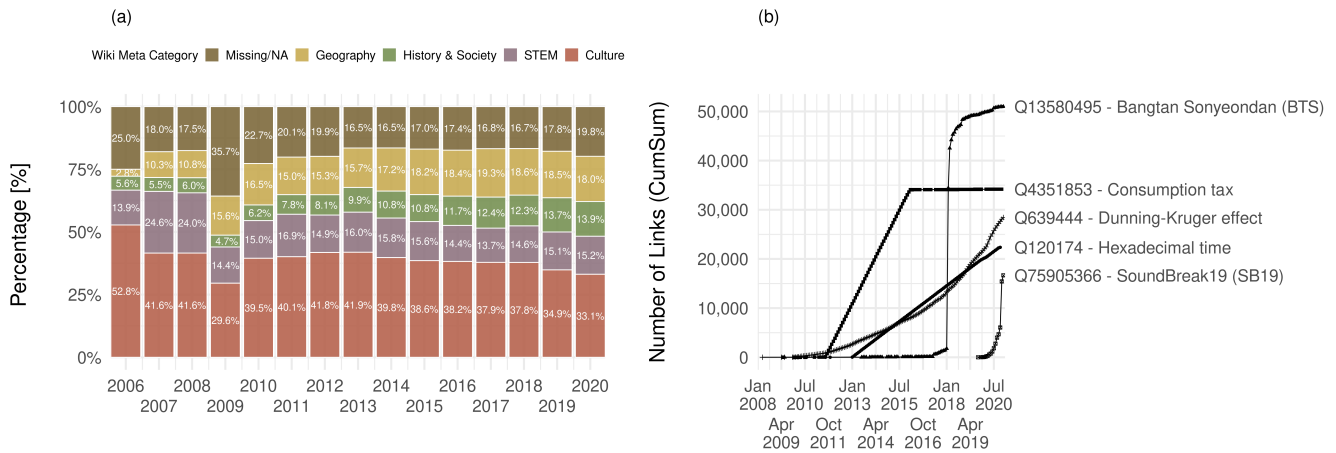 (a)
Wiki Meta Category Missing/NA Geography History & Society STEM Culture
Percentage [%]
100%
75%
50%
25%
0%
25.0% 18.0% 17.5% 35.7% 22.7% 20.1% 19.9% 16.5% 16.5% 17.0% 17.4% 16.8% 16.7% 17.8% 19.8%
2.8% 10.3% 10.8% 15.6% 16.5% 15.0% 15.3% 15.7% 17.2% 18.2% 18.4% 19.3% 18.6% 18.5% 18.0%
5.6% 5.5% 6.0% 4.7% 6.2% 7.8% 8.1% 9.9% 10.8% 10.8% 11.7% 12.4% 12.3% 13.7% 13.9%
13.9% 24.6% 24.0% 14.4% 15.0% 16.9% 14.9% 16.0% 15.8% 15.6% 14.4% 13.7% 14.6% 15.1% 15.2%
52.8% 41.6% 41.6% 29.6% 39.5% 40.1% 41.8% 41.9% 39.8% 38.6% 38.2% 37.9% 37.8% 34.9% 33.1%
2006 2008 2010 2012 2014 2016 2018 2020
2007 2009 2011 2013 2015 2017 2019
(b)
Number of Links (CumSum)
50,000
40,000
30,000
20,000
10,000
0
Q13580495 - Bangtan Sonyeondan (BTS)
Q4351853 - Consumption tax
Q639444 - Dunning-Kruger effect
Q120174 - Hexadecimal time
Q75905366 - SoundBreak19 (SB19)
Jan Jul Jan Jul Jan Jul
2008 2010 2013 2015 2018 2020
Apr Oct Apr Oct Apr
2009 2011 2014 2016 2019